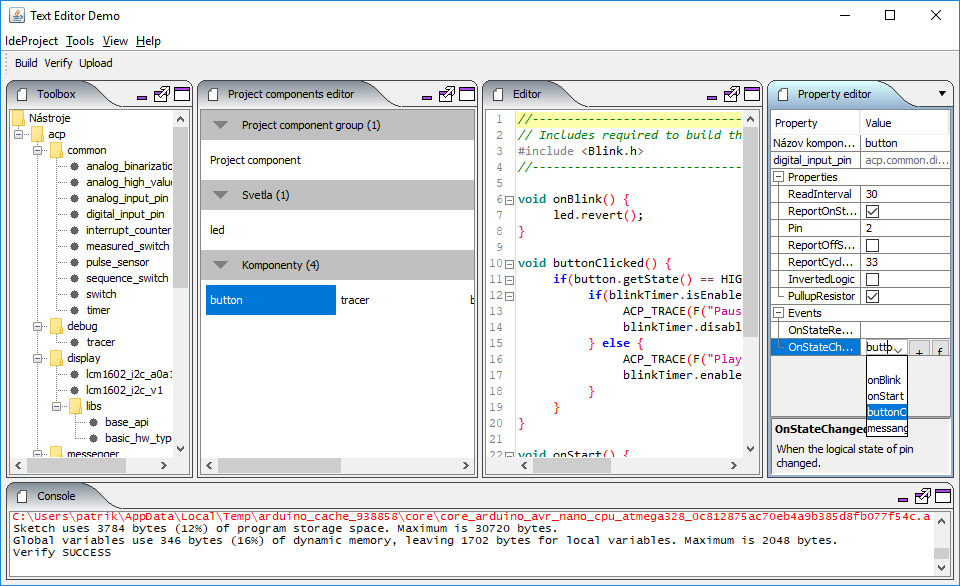 Text Editor Demo
IdeProject Tools View Help
Build Verify Upload
Toolbox
Nástroje
acp
common
analog_binarizatio
analog_high_value
analog_input_pin
digital_input_pin
interrupt_counter
measured_switch
pulse_sensor
sequence_switch
switch
timer
debug
tracer
display
lcm1602_i2c_a0a1
lcm1602_i2c_v1
libs
base_api
basic_hw_typ
messenger
Project components editor
Project component group (1)
Project component
Svetla (1)
led
Komponenty (4)
button tracer b
Editor
1 //------------------------------
2 // Includes required to build th
3 #include <Blink.h>
4 //------------------------------
5
6 void onBlink() {
7 led.revert();
8 }
9
10 void buttonClicked() {
11 if(button.getState() == HIG
12 if(blinkTimer.isEnable
13 ACP_TRACE(F("Paus
14 blinkTimer.disabl
15 } else {
16 ACP_TRACE(F("Play
17 blinkTimer.enable
18 }
19 }
20 }
21
22 void onStart() {
Property editor
Property Value
Názov kompon... button
digital_input_pin acp.common.di...
Properties
ReadInterval 30
ReportOnSt...
Pin 2
ReportOffS...
ReportCycl... 33
InvertedLogic
PullupResistor
Events
OnStateRe...
OnStateCh... butto + f
onBlink
onStart
buttonC
messang
OnStateChanged
When the logical state of pin
changed.
Console
C:\Users\patrik\AppData\Local\Temp\arduino_cache_938858\core\core_arduino_avr_nano_cpu_atmega328_0c812875ac70eb4a9b385d8fb077f54c.a
Sketch uses 3784 bytes (12%) of program storage space. Maximum is 30720 bytes.
Global variables use 346 bytes (16%) of dynamic memory, leaving 1702 bytes for local variables. Maximum is 2048 bytes.
Verify SUCCESS